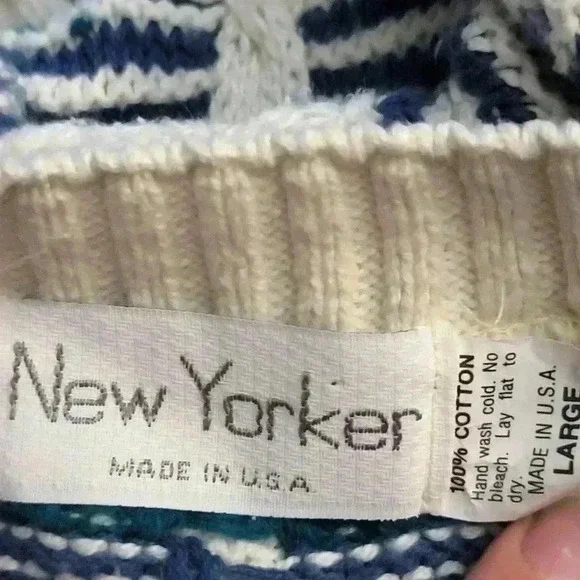 New Yorker
MADE IN U.S.A.
100% COTTON
Hand wash cold. No
bleach. Lay flat to
dry.
MADE IN U.S.A.
LARGE